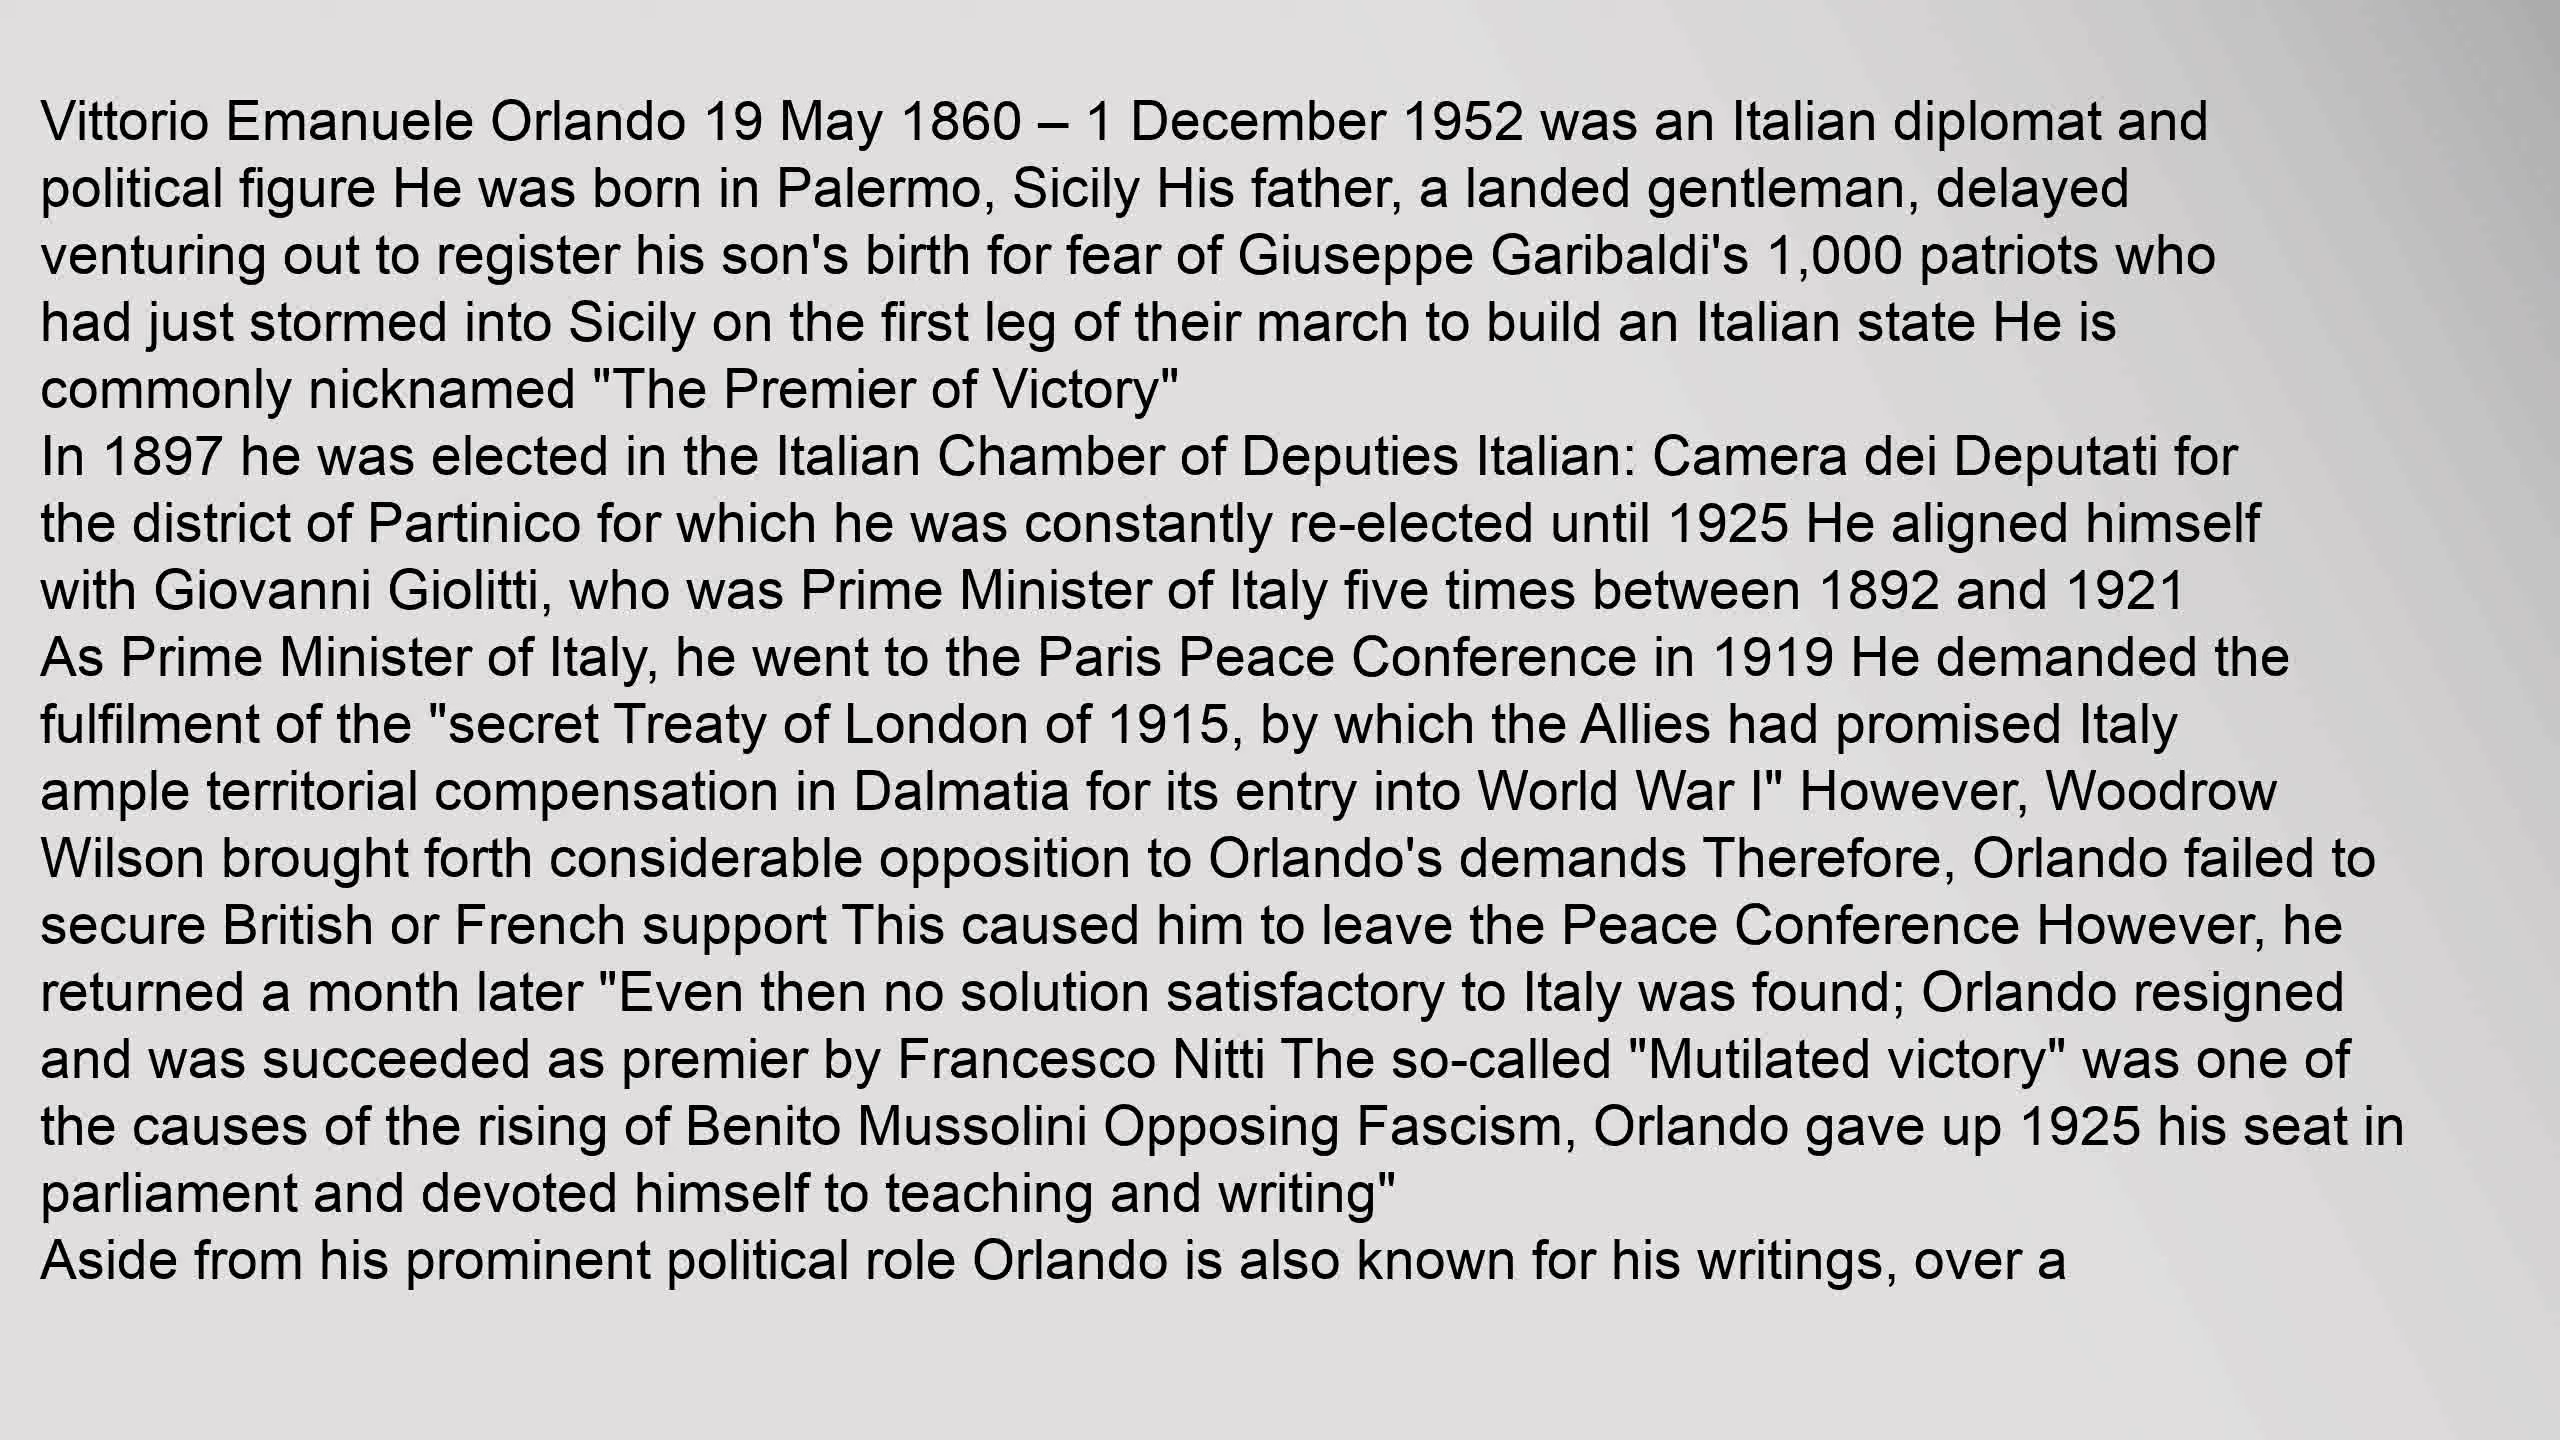 Vittorio Emanuele Orlando 19 May 1860 – 1 December 1952 was an Italian diplomat and
political figure He was born in Palermo, Sicily His father, a landed gentleman, delayed
venturing out to register his son's birth for fear of Giuseppe Garibaldi's 1,000 patriots who
had just stormed into Sicily on the first leg of their march to build an Italian state He is
commonly nicknamed "The Premier of Victory"
In 1897 he was elected in the Italian Chamber of Deputies Italian: Camera dei Deputati for
the district of Partinico for which he was constantly re-elected until 1925 He aligned himself
with Giovanni Giolitti, who was Prime Minister of Italy five times between 1892 and 1921
As Prime Minister of Italy, he went to the Paris Peace Conference in 1919 He demanded the
fulfilment of the "secret Treaty of London of 1915, by which the Allies had promised Italy
ample territorial compensation in Dalmatia for its entry into World War I" However, Woodrow
Wilson brought forth considerable opposition to Orlando's demands Therefore, Orlando failed to
secure British or French support This caused him to leave the Peace Conference However, he
returned a month later "Even then no solution satisfactory to Italy was found; Orlando resigned
and was succeeded as premier by Francesco Nitti The so-called "Mutilated victory" was one of
the causes of the rising of Benito Mussolini Opposing Fascism, Orlando gave up 1925 his seat in
parliament and devoted himself to teaching and writing"
Aside from his prominent political role Orlando is also known for his writings, over a